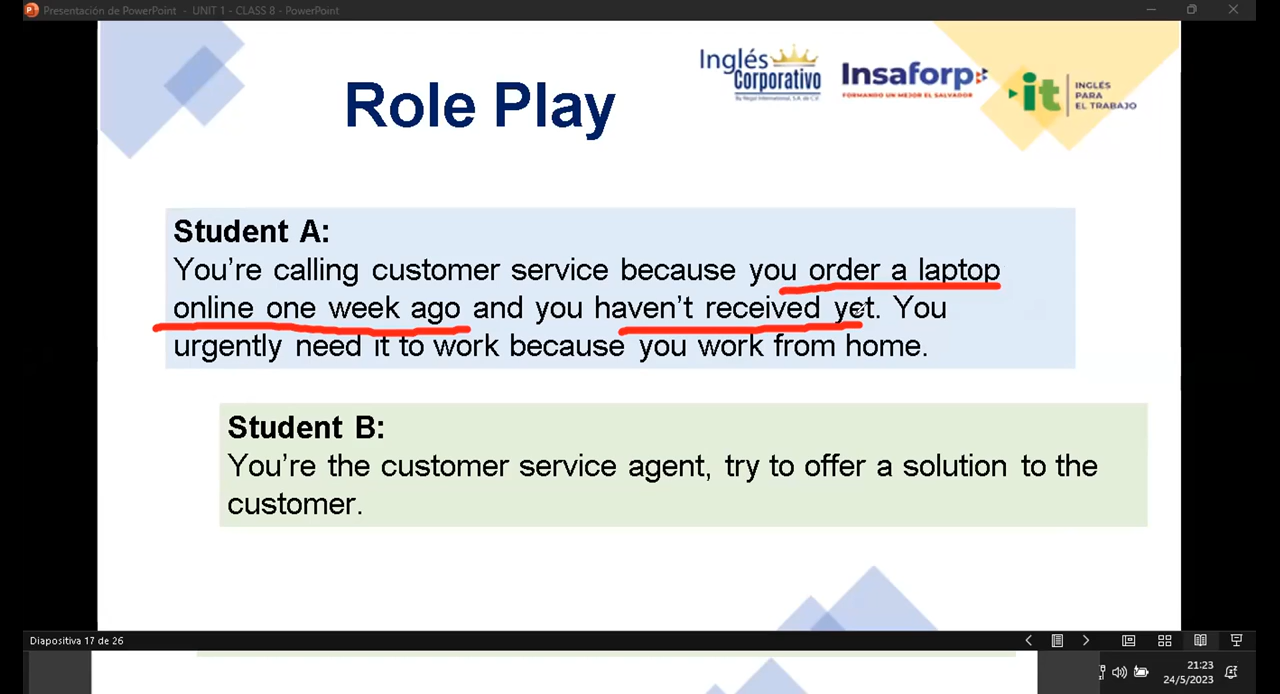 Presentación de PowerPoint - UNIT 1 - CLASS 8 - PowerPoint
Role Play
Inglés
Corporativo
Insaforp
FORMANDO UN MEJOR EL SALVADOR
it
INGLÉS
PARA
EL TRABAJO
Student A:
You're calling customer service because you order a laptop
online one week ago and you haven't received yet. You
urgently need it to work because you work from home.
Student B:
You're the customer service agent, try to offer a solution to the
customer.
Diapositiva 17 de 26
21:23
24/5/2023